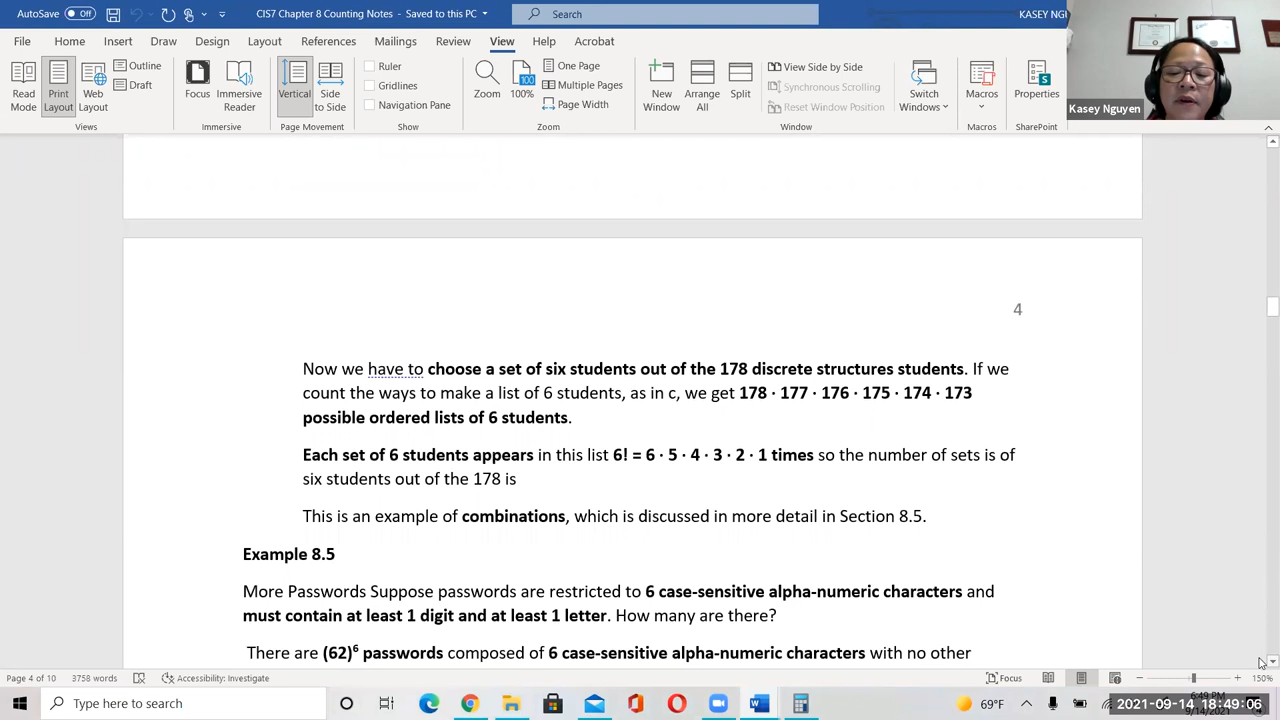 AutoSave Off CIS7 8 Counting Notes - Saved to this PC Search KASEY NGU
File Home Insert Draw Design Layout References Mailings Review View Help Acrobat
Read Mode
Print Layout
Web Layout
Outline
Draft
Views
Focus
Immersive Reader
Immersive
Vertical
Side to Side
Page Movement
Ruler
Gridlines
Navigation Pane
Show
Zoom
100
100%
One Page
Multiple Pages
Page Width
Zoom
New Window
Arrange All
Split
View Side by Side
Synchronous Scrolling
Reset Window Position
Window
Switch Windows
Macros
Macros
S
Properties
SharePoint
Kasey Nguyen
4
Now we have to choose a set of six students out of the 178 discrete structures students. If we
count the ways to make a list of 6 students, as in c, we get 178 · 177 · 176 · 175 · 174 · 173
possible ordered lists of 6 students.
Each set of 6 students appears in this list 6! = 6 · 5 · 4 · 3 · 2 · 1 times so the number of sets is of
six students out of the 178 is
This is an example of combinations, which is discussed in more detail in Section 8.5.
Example 8.5
More Passwords Suppose passwords are restricted to 6 case-sensitive alpha-numeric characters and
must contain at least 1 digit and at least 1 letter. How many are there?
There are (62)⁶ passwords composed of 6 case-sensitive alpha-numeric characters with no other
Page 4 of 10 3758 words Accessibility: Investigate Focus 150%
Type here to search 69°F 6:49 PM
9/14/2021
2021-09-14 18:49:06